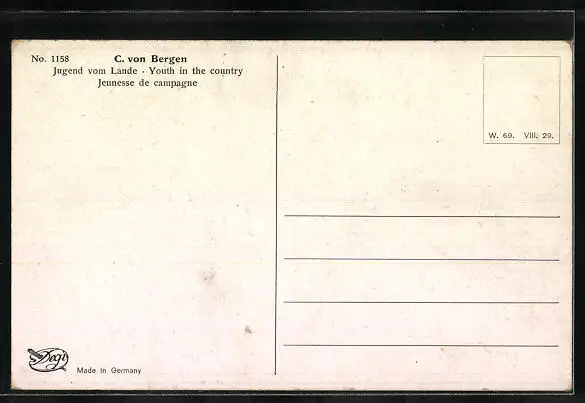 No. 1158 C. von Bergen
Jugend vom Lande · Youth in the country
Jeunesse de campagne
W. 69. VIII. 29.
Degi
Made in Germany